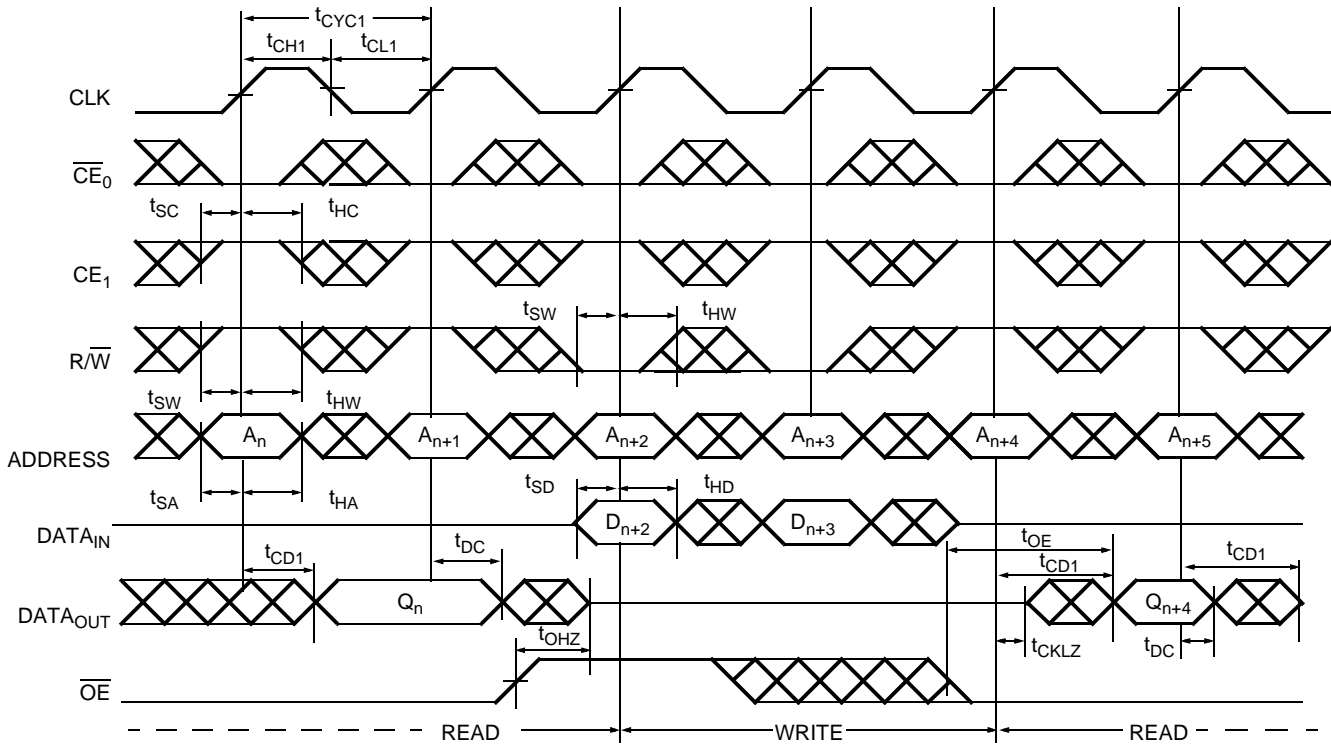 tCYC1
tCH1 tCL1
CLK
CE0
tSC tHC
CE1
tSW tHW
R/W
tSW tHW
An An+1 An+2 An+3 An+4 An+5
ADDRESS
tSA tHA tSD tHD
DATAIN Dn+2 Dn+3
tOE
tCD1 tDC tCD1 tCD1
DATAOUT Qn Qn+4
tOHZ tCKLZ tDC
OE
READ WRITE READ